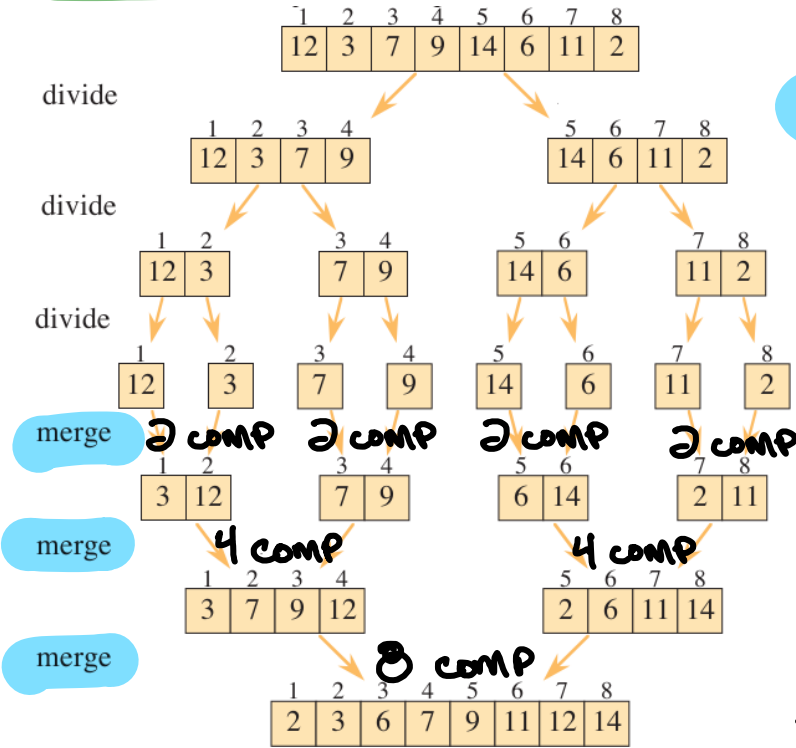 1 2 3 4 5 6 7 8
12 3 7 9 14 6 11 2
divide
1 2 3 4 5 6 7 8
12 3 7 9 14 6 11 2
divide
1 2 3 4 5 6 7 8
12 3 7 9 14 6 11 2
divide
1 2 3 4 5 6 7 8
12 3 7 9 14 6 11 2
merge 2 comp 2 comp 2 comp 2 comp
1 2 3 4 5 6 7 8
3 12 7 9 6 14 2 11
merge 4 comp 4 comp
1 2 3 4 5 6 7 8
3 7 9 12 2 6 11 14
merge 8 comp
1 2 3 4 5 6 7 8
2 3 6 7 9 11 12 14